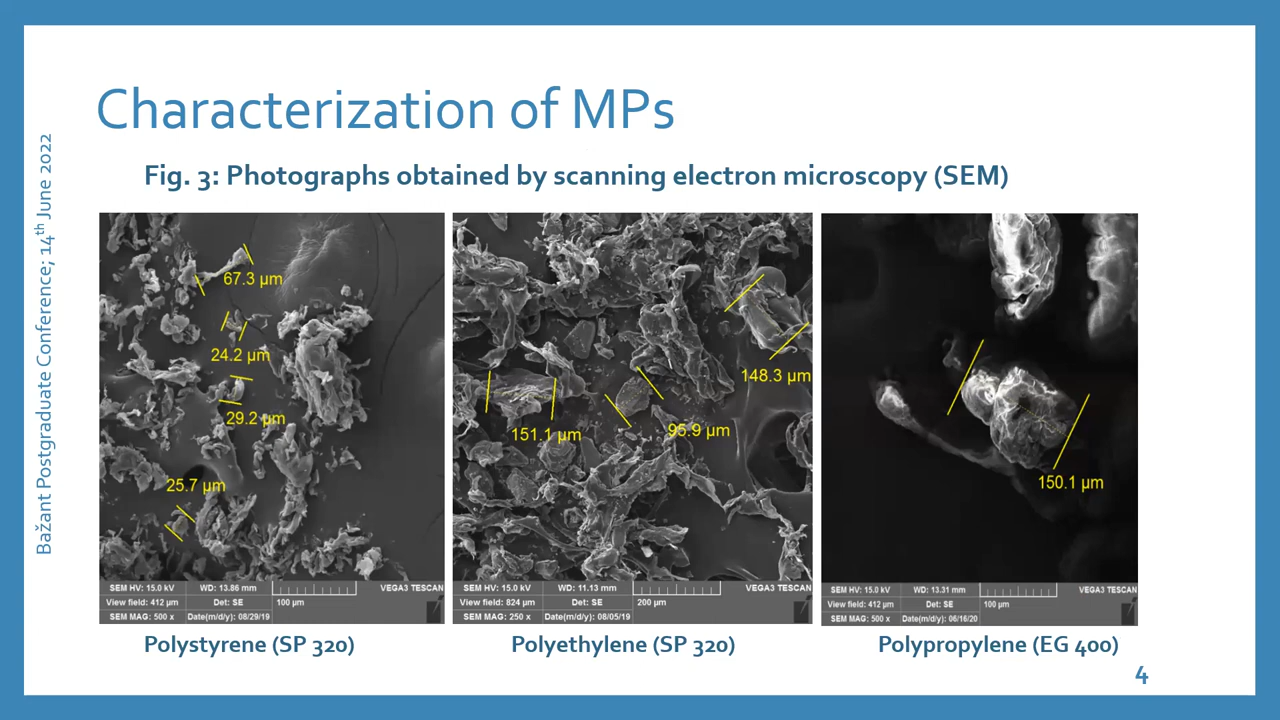 Characterization of MPs
Fig. 3: Photographs obtained by scanning electron microscopy (SEM)
Bažant Postgraduate Conference; 14th June 2022
67.3 µm
24.2 µm
29.2 µm
25.7 µm
SEM HV: 15.0 kV WD: 13.86 mm VEGA3 TESCAN
View field: 412 µm Det: SE 100 µm
SEM MAG: 500 x Date(m/d/y): 08/29/19
148.3 µm
151.1 µm
95.9 µm
SEM HV: 15.0 kV WD: 11.13 mm VEGA3 TESCAN
View field: 824 µm Det: SE 200 µm
SEM MAG: 250 x Date(m/d/y): 08/05/19
150.1 µm
SEM HV: 15.0 kV WD: 13.31 mm VEGA3 TESCAN
View field: 412 µm Det: SE 100 µm
SEM MAG: 500 x Date(m/d/y): 06/16/20
Polystyrene (SP 320)
Polyethylene (SP 320)
Polypropylene (EG 400)
4